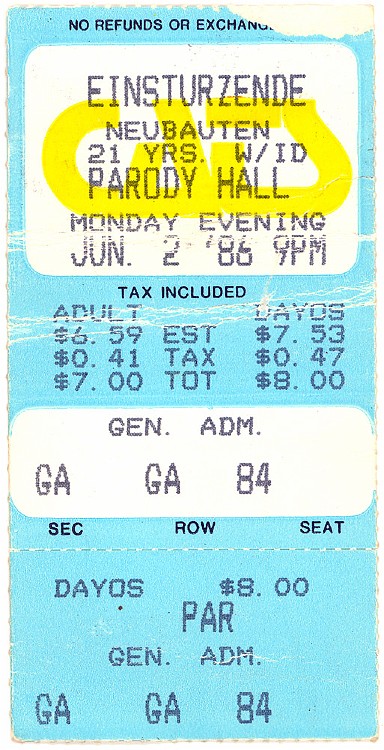 NO REFUNDS OR EXCHANG
CATS
EINSTURZENDE
NEUBAUTEN
21 YRS. W/ID
PARODY HALL
MONDAY EVENING
JUN. 2 '86 9PM
TAX INCLUDED
ADULT DAYOS
$6.59 EST $7.53
$0.41 TAX $0.47
$7.00 TOT $8.00
GEN. ADM.
GA GA 84
SEC ROW SEAT
DAYOS $8.00
PAR
GEN. ADM.
GA GA 84